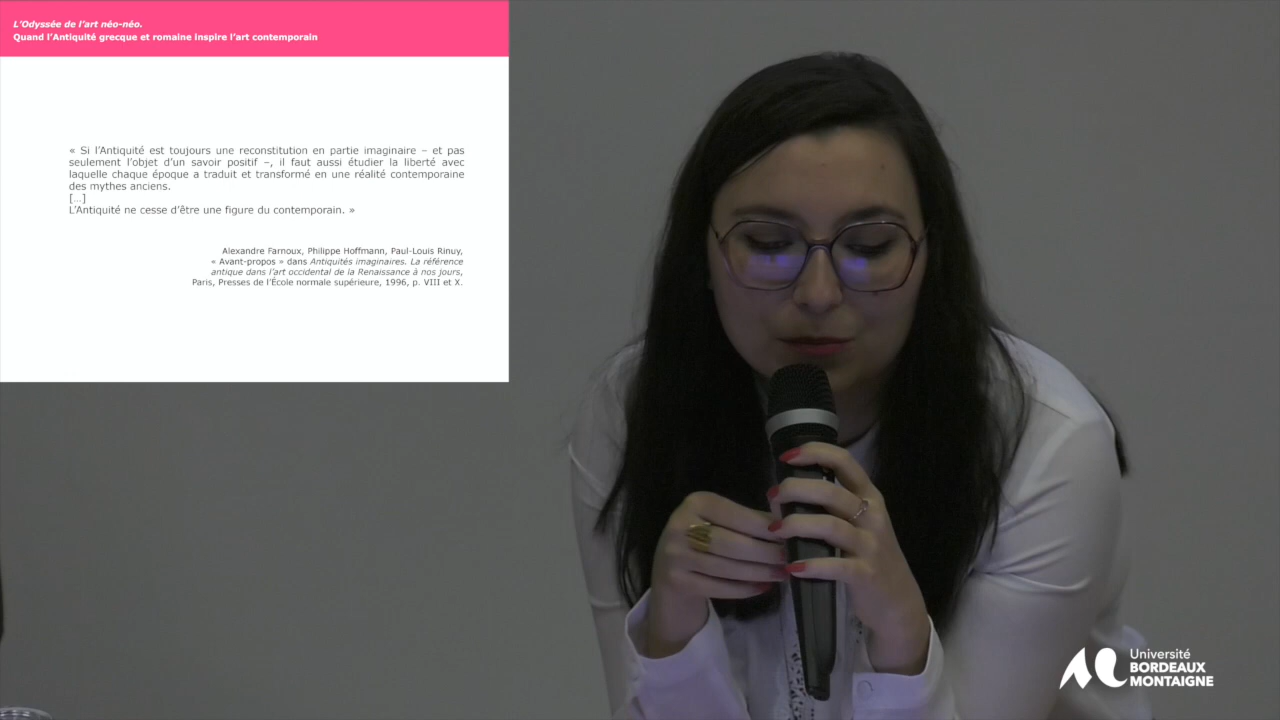 L'Odyssée de l'art néo-néo.
Quand l'Antiquité grecque et romaine inspire l'art contemporain
« Si l'Antiquité est toujours une reconstitution en partie imaginaire – et pas
seulement l'objet d'un savoir positif –, il faut aussi étudier la liberté avec
laquelle chaque époque a traduit et transformé en une réalité contemporaine
des mythes anciens.
[…]
L'Antiquité ne cesse d'être une figure du contemporain. »
Alexandre Farnoux, Philippe Hoffmann, Paul-Louis Rinuy,
« Avant-propos » dans Antiquités imaginaires. La référence
antique dans l'art occidental de la Renaissance à nos jours,
Paris, Presses de l'École normale supérieure, 1996, p. VIII et X.
Université
BORDEAUX
MONTAIGNE